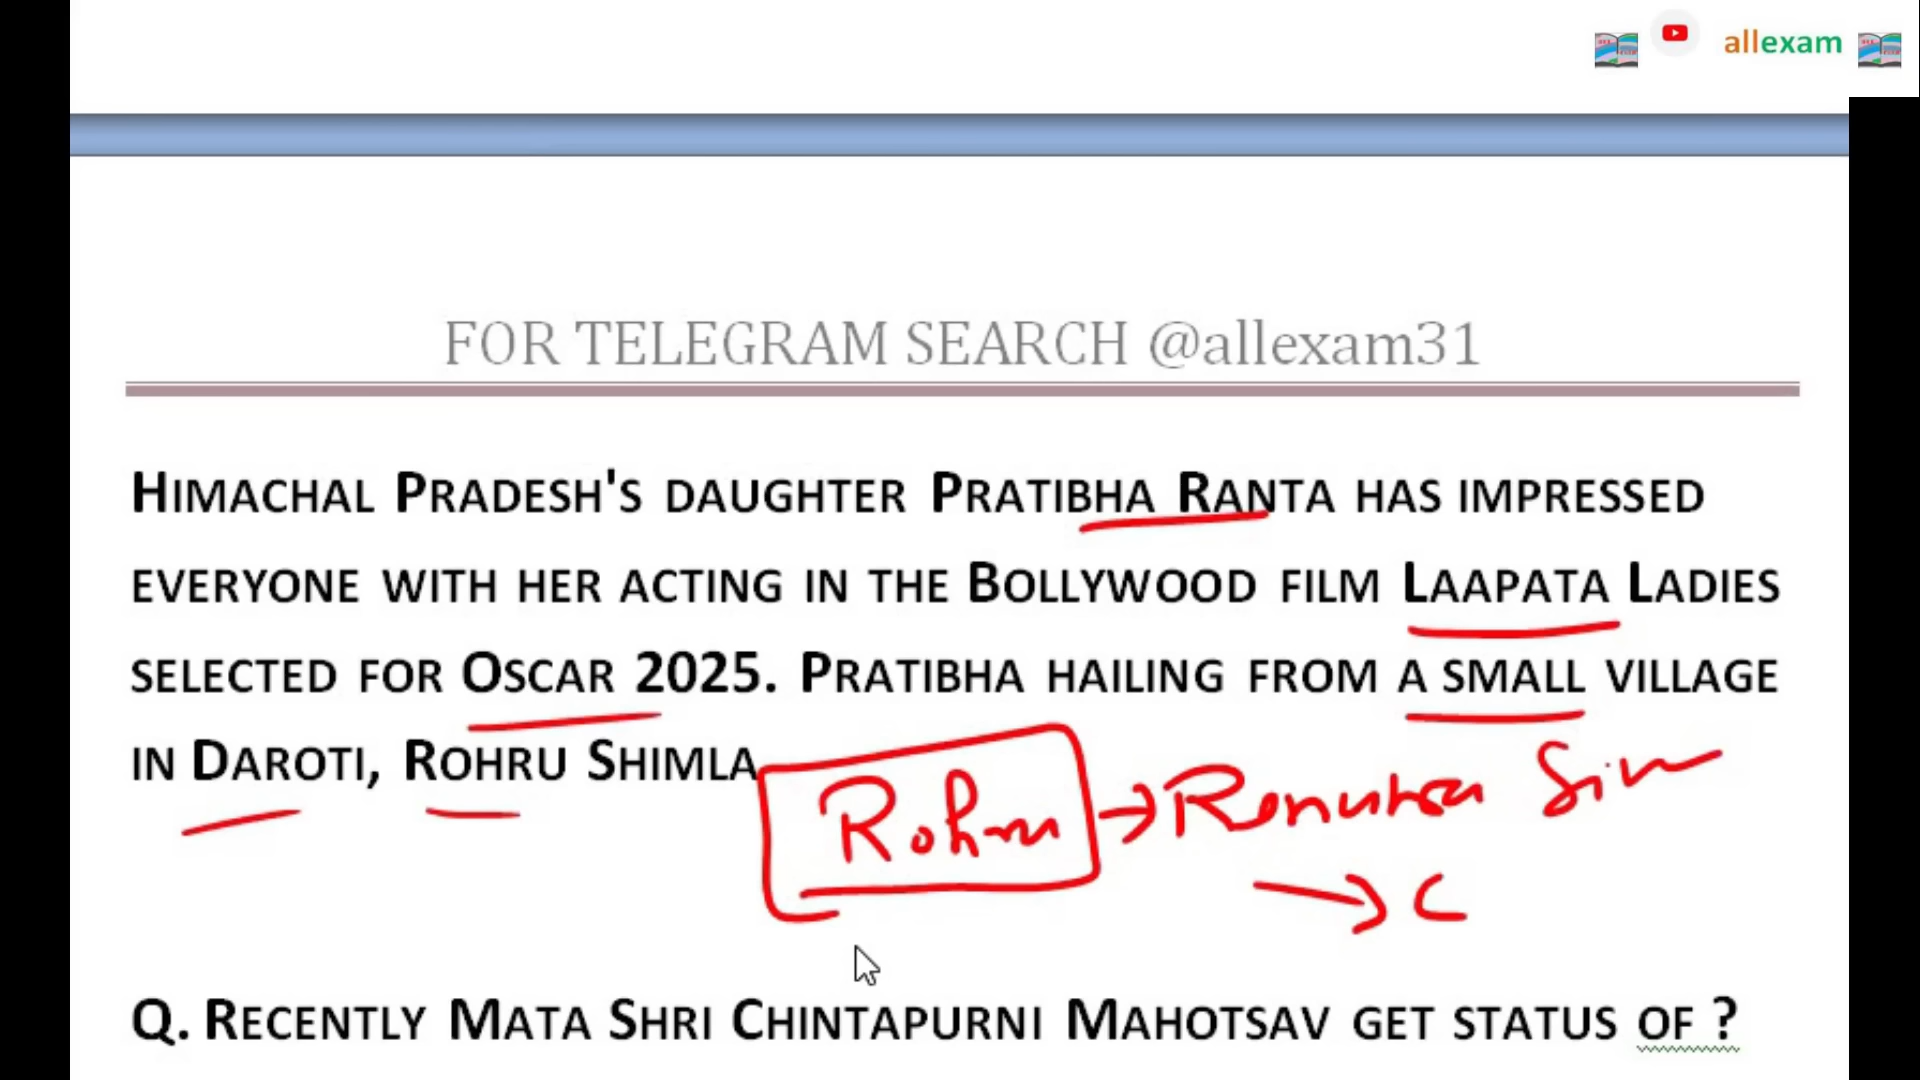 allexam
FOR TELEGRAM SEARCH @allexam31
HIMACHAL PRADESH'S DAUGHTER PRATIBHA RANTA HAS IMPRESSED
EVERYONE WITH HER ACTING IN THE BOLLYWOOD FILM LAAPATA LADIES
SELECTED FOR OSCAR 2025. PRATIBHA HAILING FROM A SMALL VILLAGE
IN DAROTI, ROHRU SHIMLA
Rohru → Renuka Sin
→ C
Q. RECENTLY MATA SHRI CHINTAPURNI MAHOTSAV GET STATUS OF ?